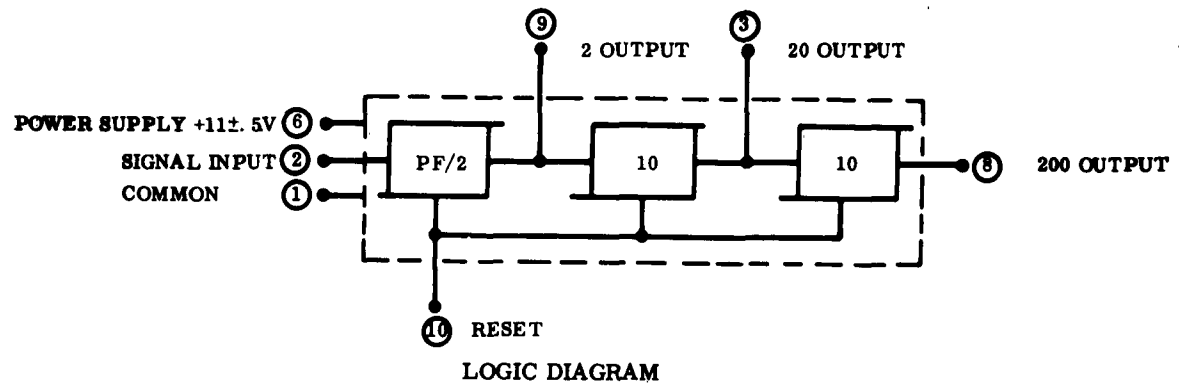 9
2 OUTPUT
3
20 OUTPUT
POWER SUPPLY +11±.5V 6
SIGNAL INPUT 2
COMMON 1
PF/2
10
10
8 200 OUTPUT
10 RESET
LOGIC DIAGRAM